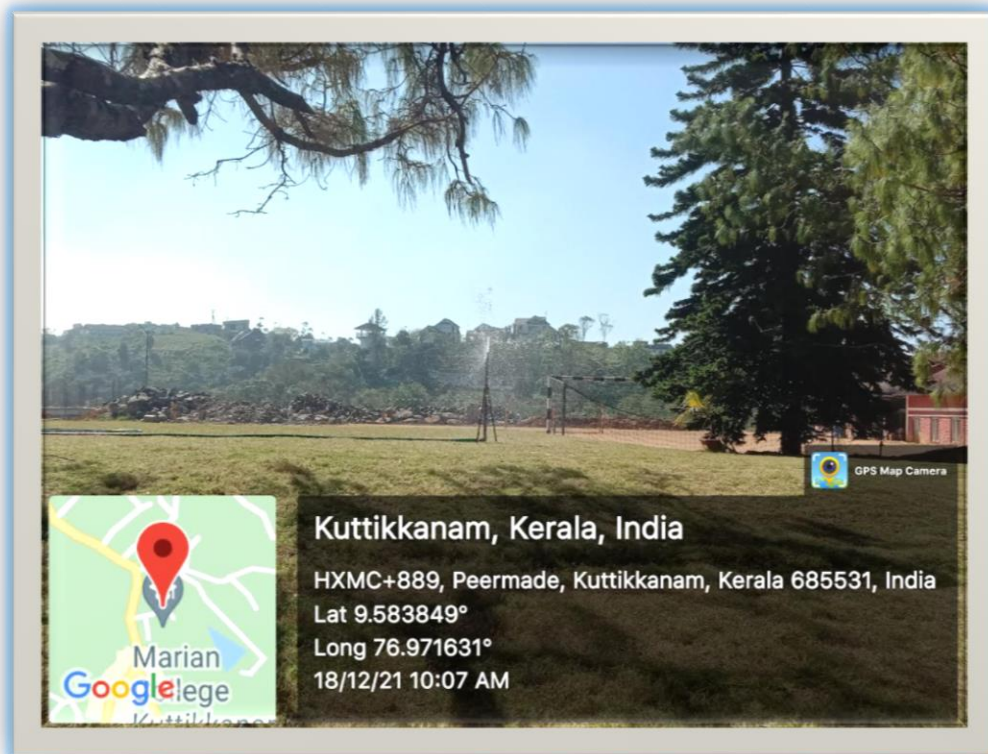 GPS Map Camera
Kuttikkanam, Kerala, India
HXMC+889, Peermade, Kuttikkanam, Kerala 685531, India
Lat 9.583849°
Long 76.971631°
18/12/21 10:07 AM
Marian
Google